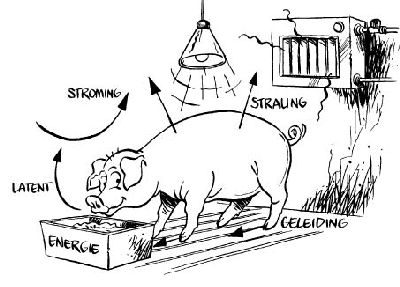 STROMING
STRALING
LATENT
ENERGIE
GELEIDING